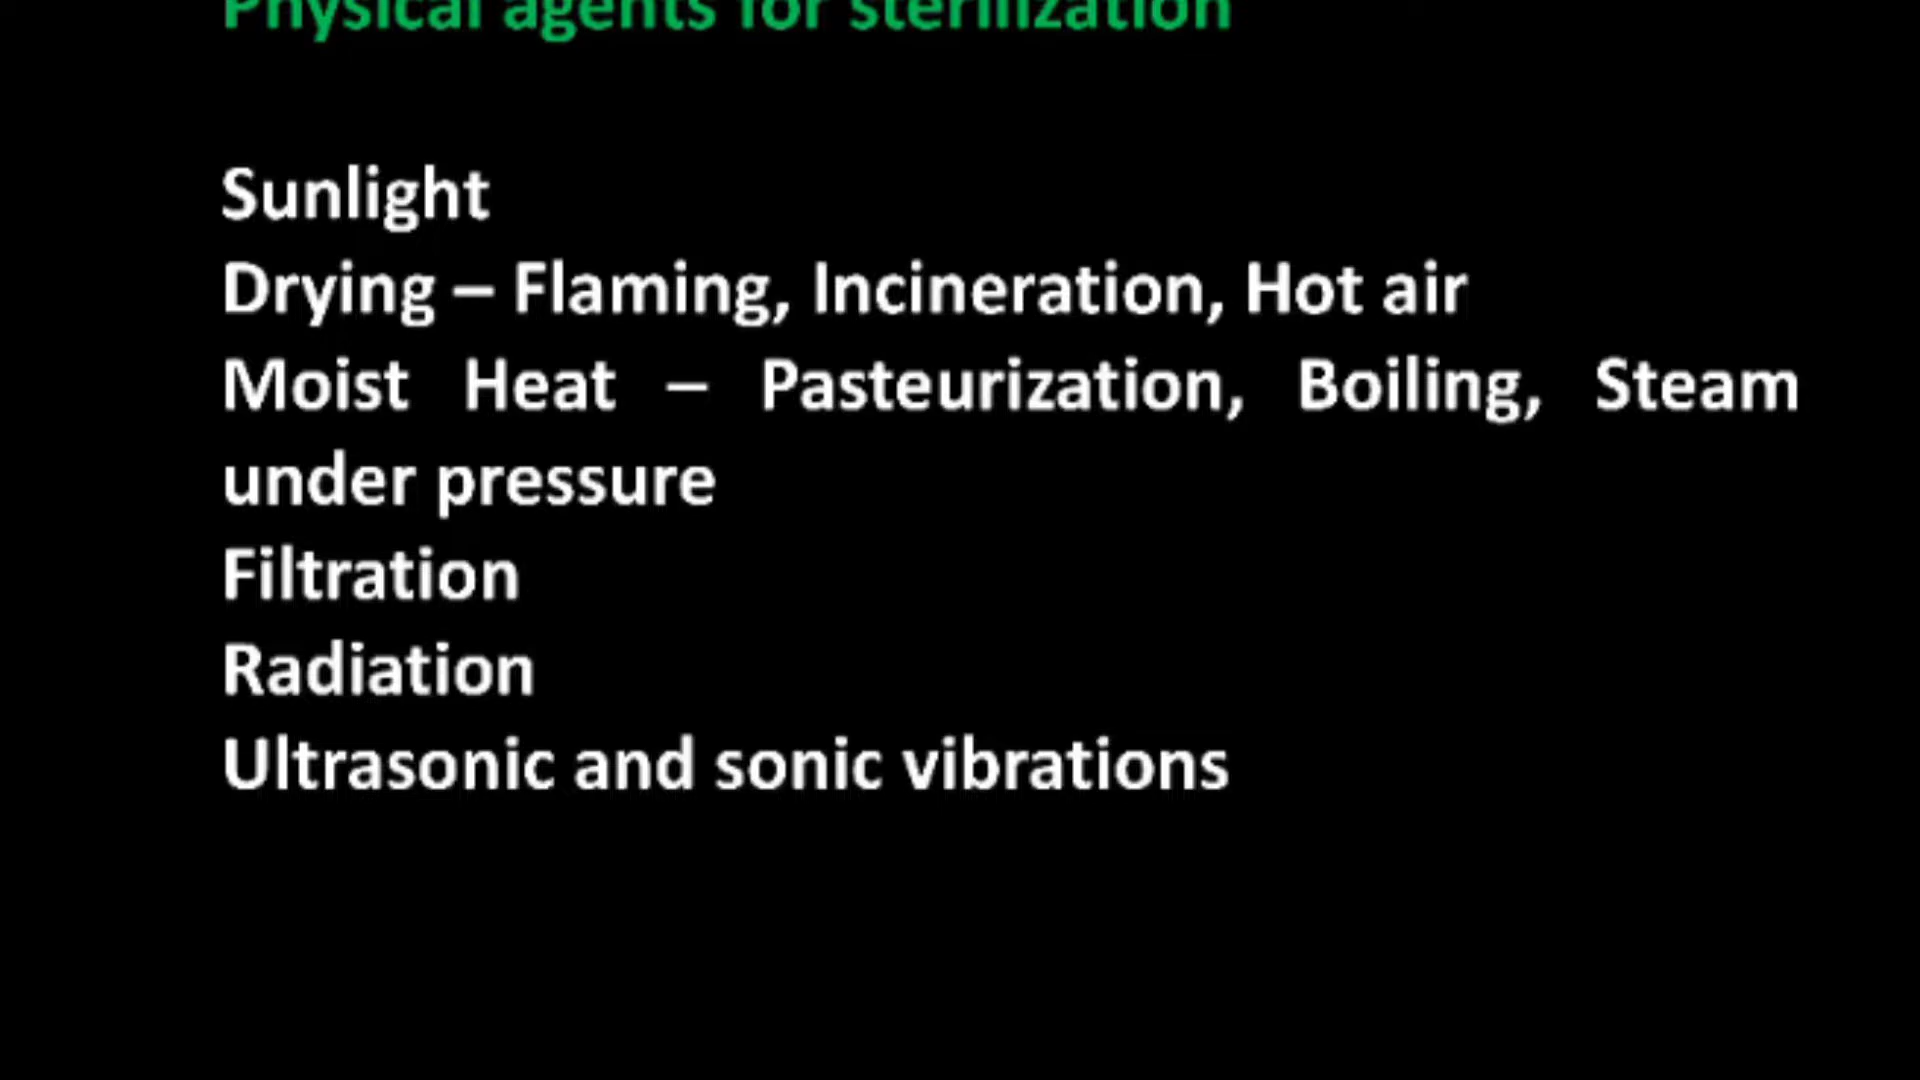 Physical agents for sterilization
Sunlight
Drying – Flaming, Incineration, Hot air
Moist Heat – Pasteurization, Boiling, Steam
under pressure
Filtration
Radiation
Ultrasonic and sonic vibrations